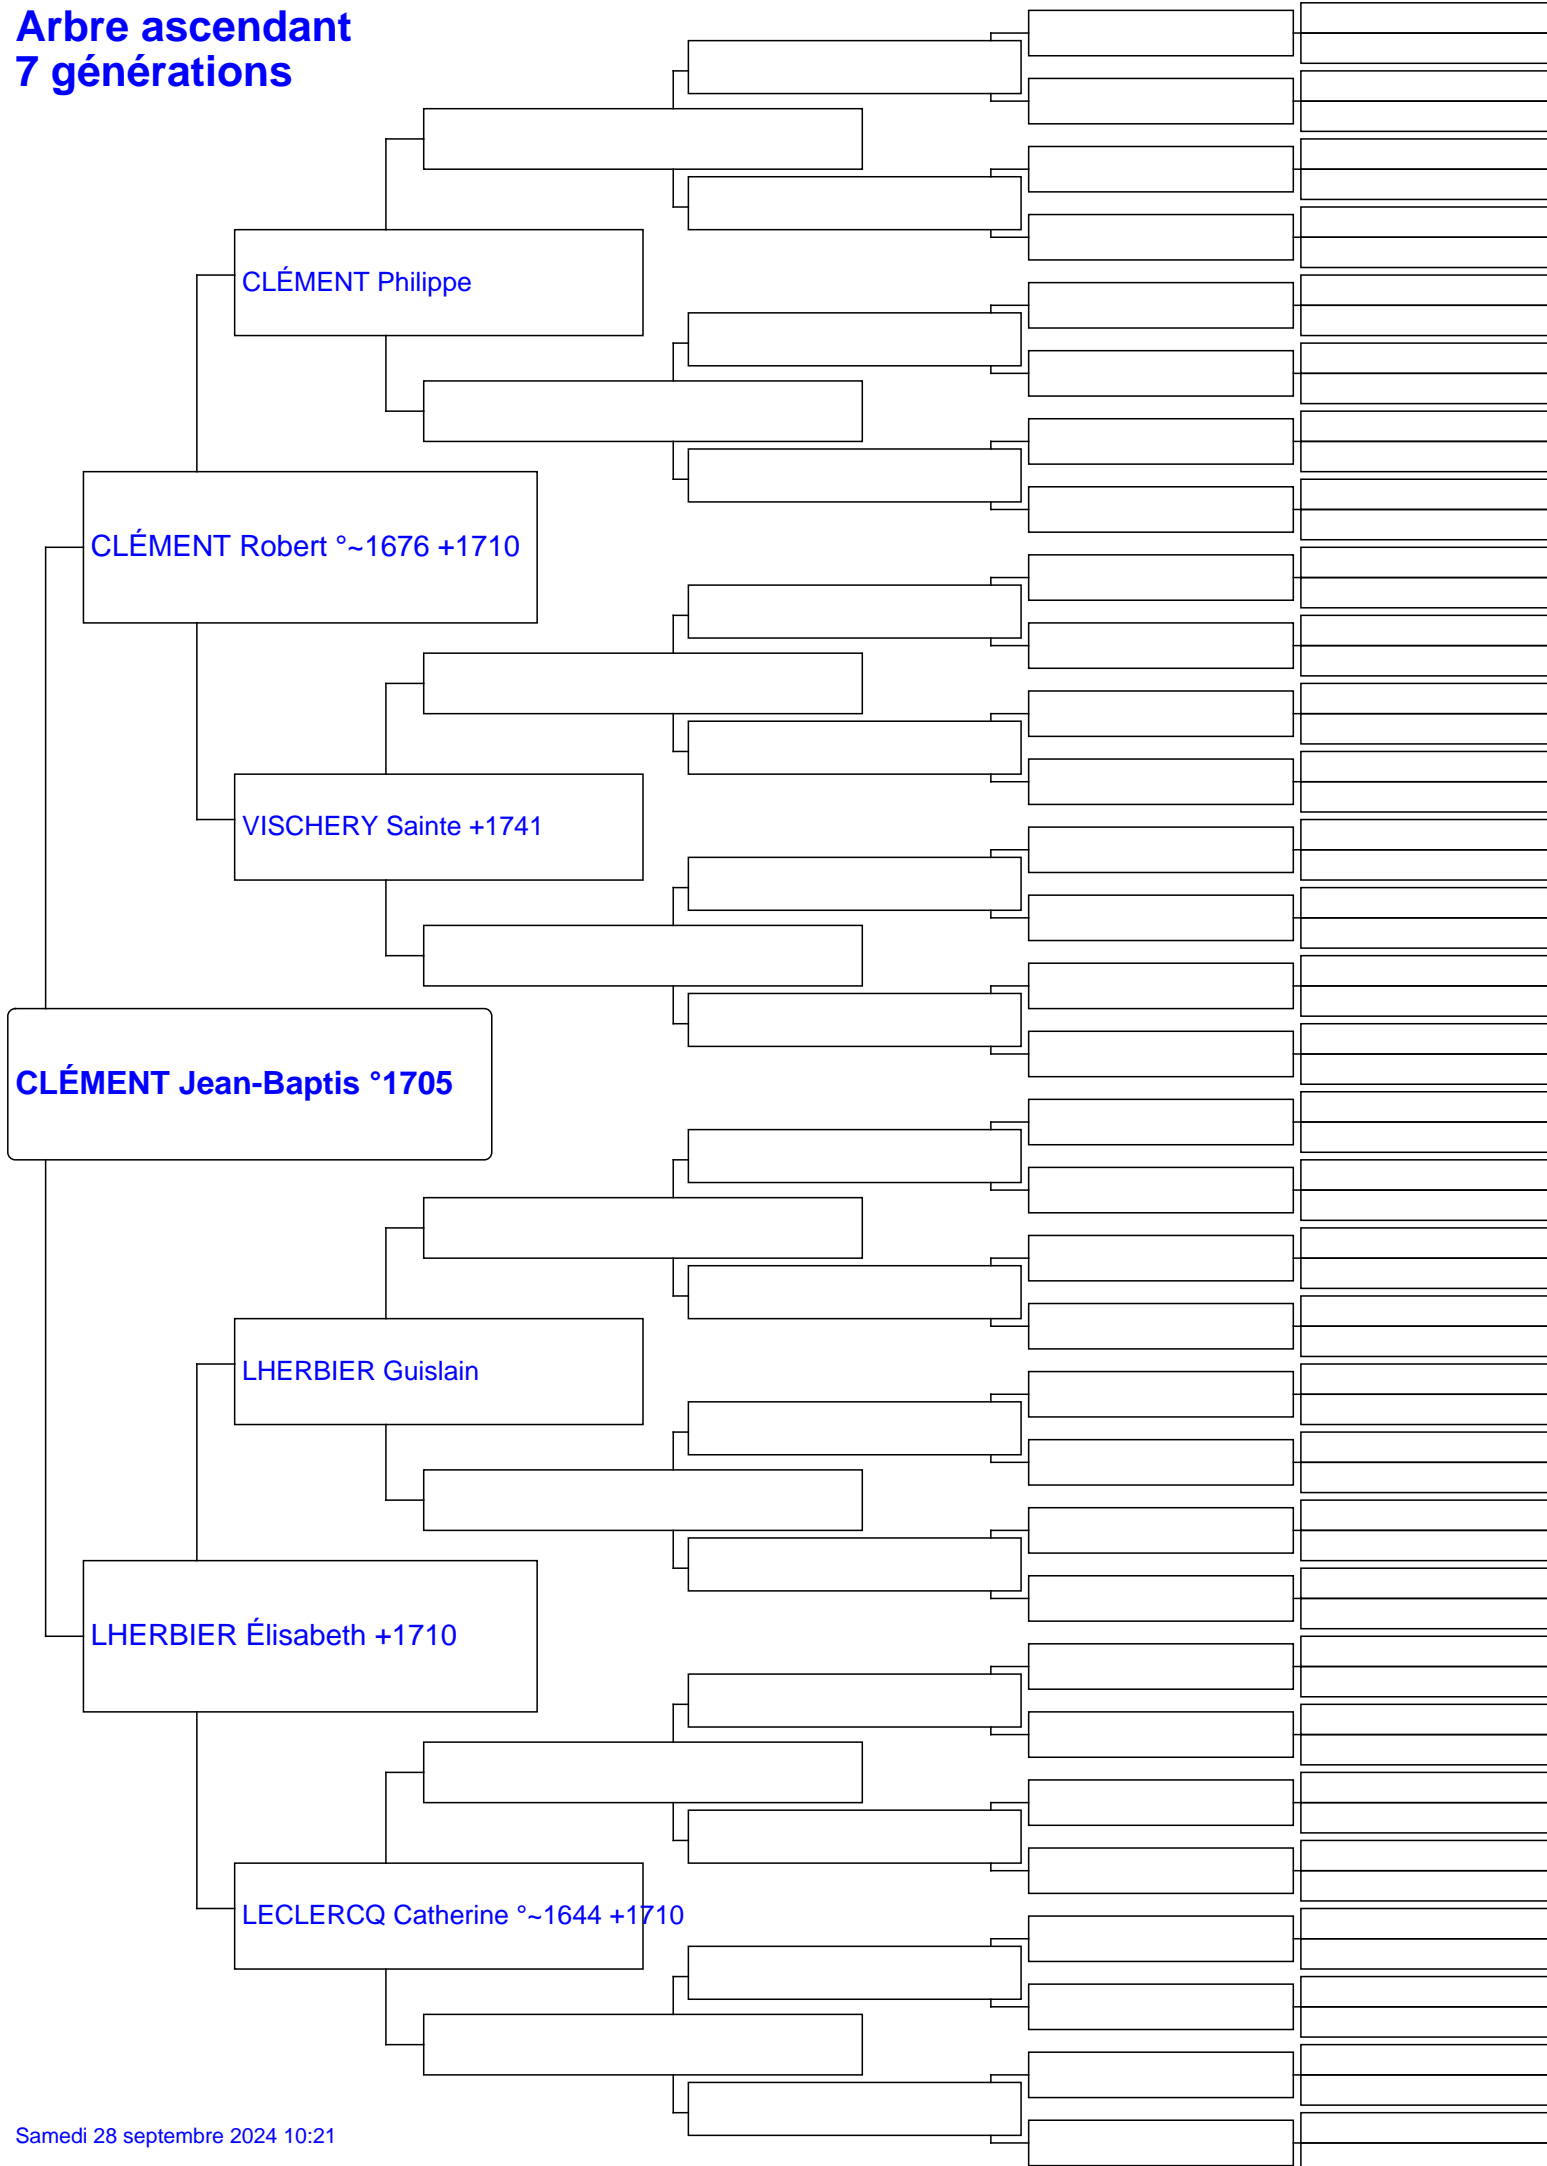 Arbre ascendant
7 générations
CLÉMENT Philippe
CLÉMENT Robert °~1676 +1710
VISCHERY Sainte +1741
CLÉMENT Jean-Baptis °1705
LHERBIER Guislain
LHERBIER Élisabeth +1710
LECLERCQ Catherine °~1644 +1710
Samedi 28 septembre 2024 10:21